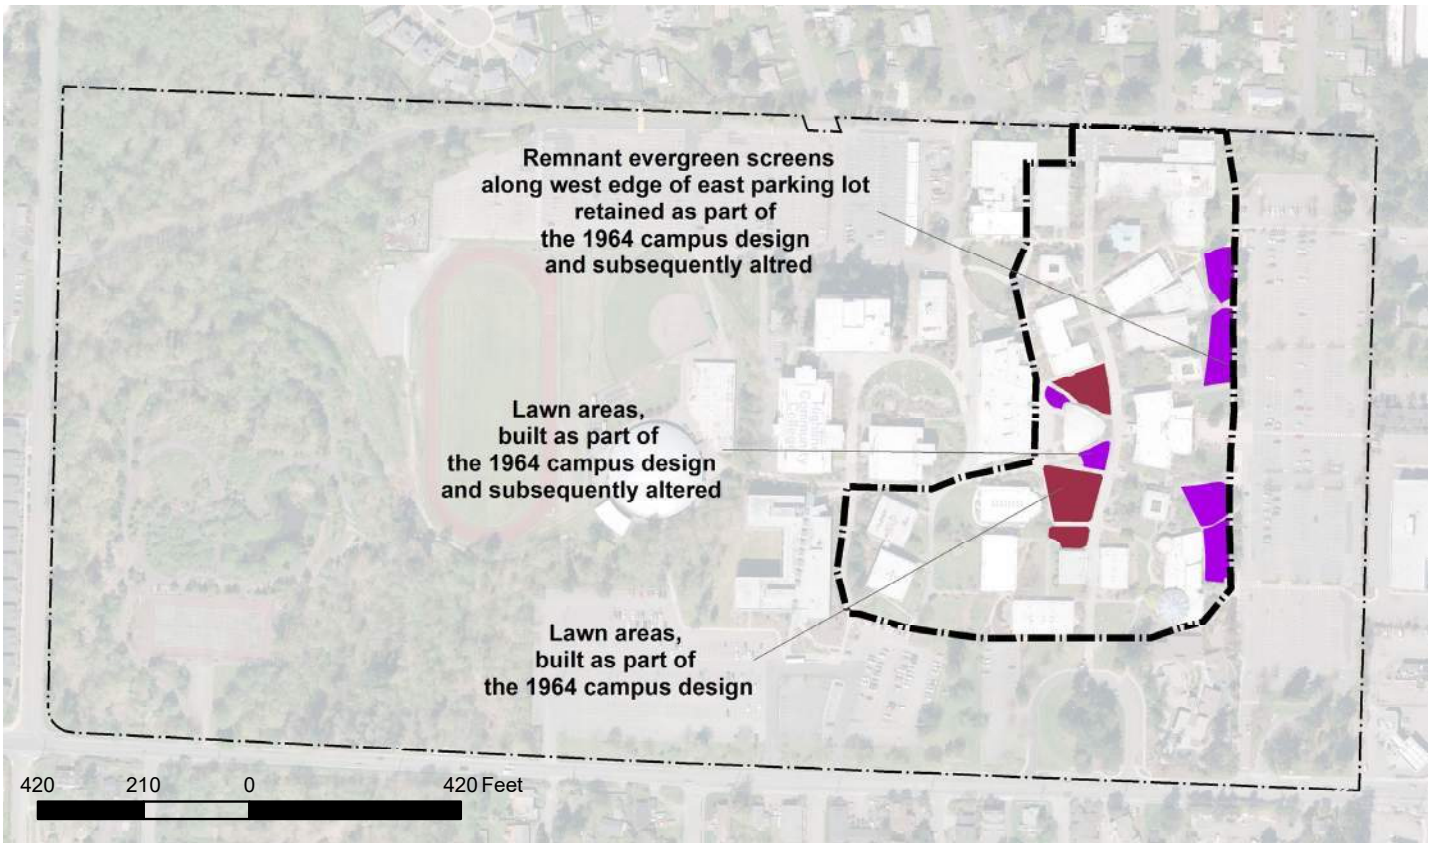 Remnant evergreen screens
along west edge of east parking lot
retained as part of
the 1964 campus design
and subsequently altred
Lawn areas,
built as part of
the 1964 campus design
and subsequently altered
Lawn areas,
built as part of
the 1964 campus design
420 210 0 420 Feet